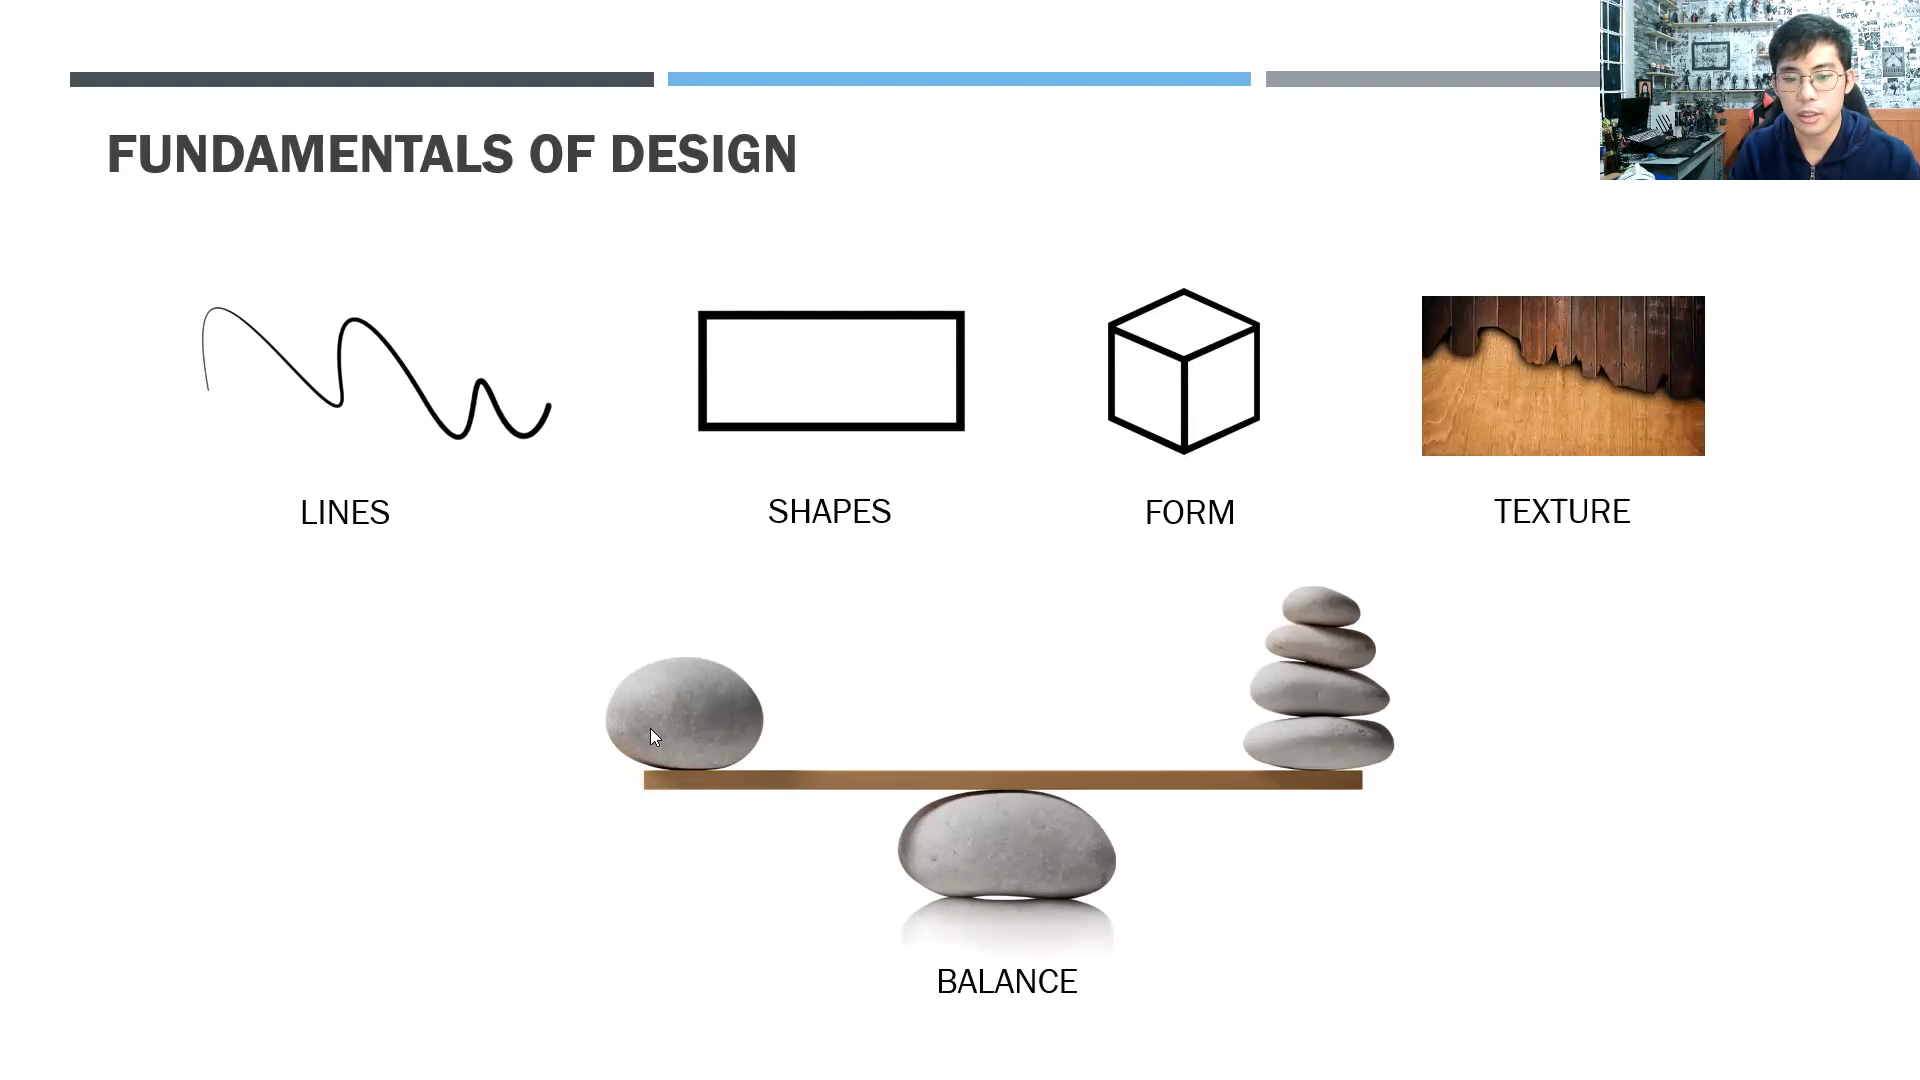 FUNDAMENTALS OF DESIGN
LINES
SHAPES
FORM
TEXTURE
BALANCE